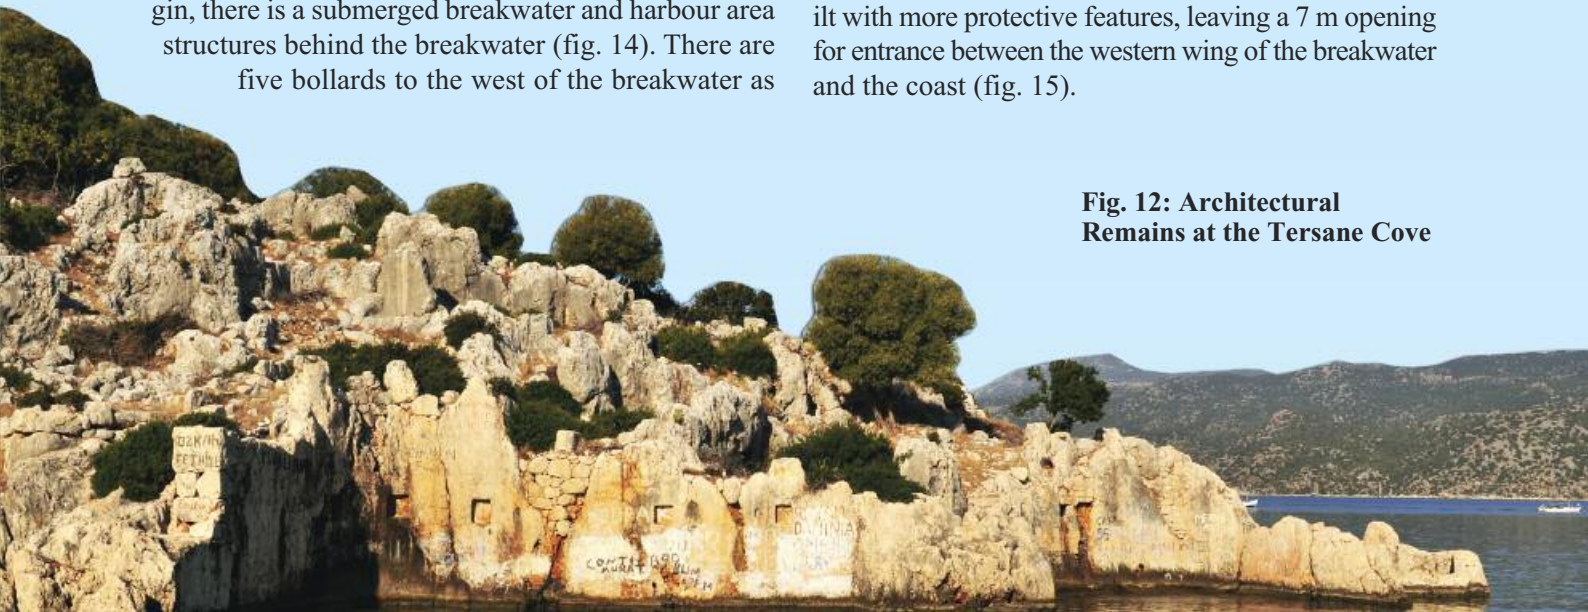 gin, there is a submerged breakwater and harbour area
structures behind the breakwater (fig. 14). There are
five bollards to the west of the breakwater as
ilt with more protective features, leaving a 7 m opening
for entrance between the western wing of the breakwater
and the coast (fig. 15).
Fig. 12: Architectural
Remains at the Tersane Cove